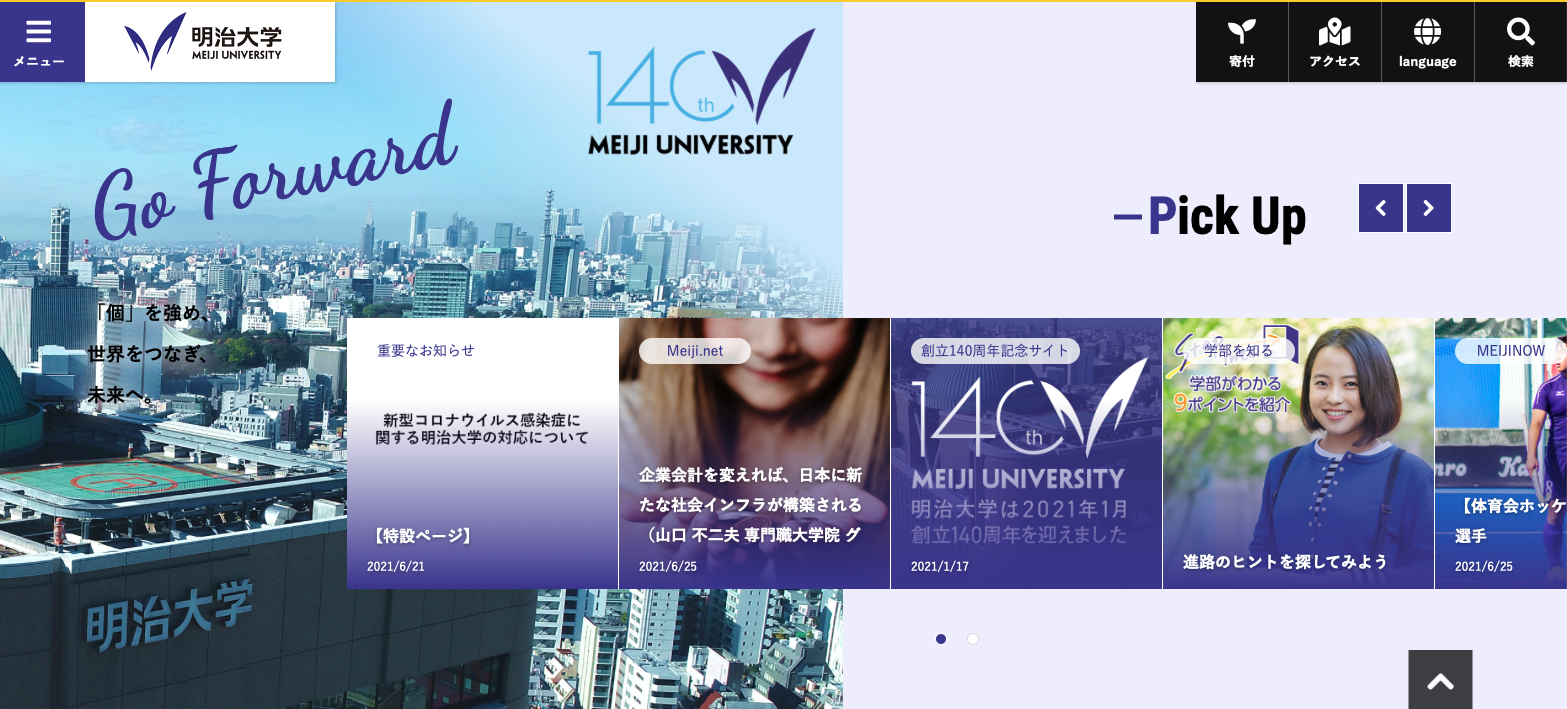 メニュー
明治大学
MEIJI UNIVERSITY
140th
MEIJI UNIVERSITY
寄付
アクセス
language
検索
Go Forward
Pick Up
「個」を強め、
世界をつなぎ、
未来へ。
重要なお知らせ
新型コロナウイルス感染症に
関する明治大学の対応について
【特設ページ】
2021/6/21
Meiji.net
企業会計を変えれば、日本に新
たな社会インフラが構築される
（山口 不二夫 専門職大学院 グ
2021/6/25
創立140周年記念サイト
140th
MEIJI UNIVERSITY
明治大学は2021年1月
創立140周年を迎えました
2021/1/17
学部を知る
学部がわかる
9ポイントを紹介
進路のヒントを探してみよう
MEIJINOW
【体育会ホッケ
選手
2021/6/25
明治大学